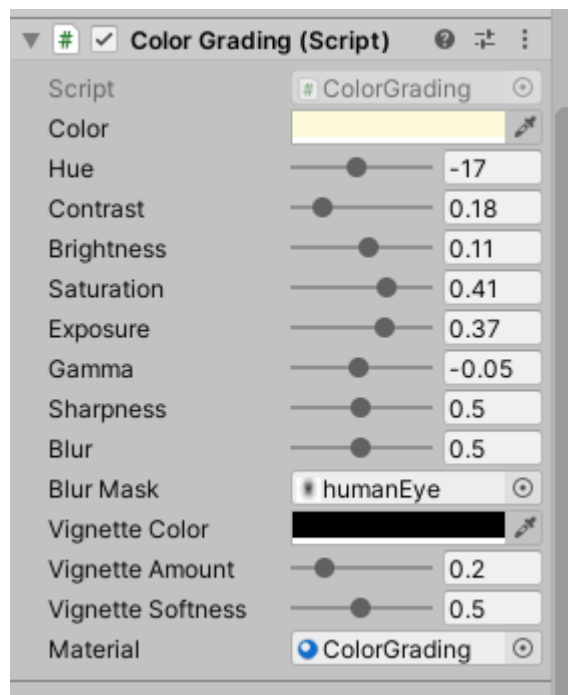 # Color Grading (Script)
Script # ColorGrading
Color
Hue -17
Contrast 0.18
Brightness 0.11
Saturation 0.41
Exposure 0.37
Gamma -0.05
Sharpness 0.5
Blur 0.5
Blur Mask humanEye
Vignette Color
Vignette Amount 0.2
Vignette Softness 0.5
Material ColorGrading